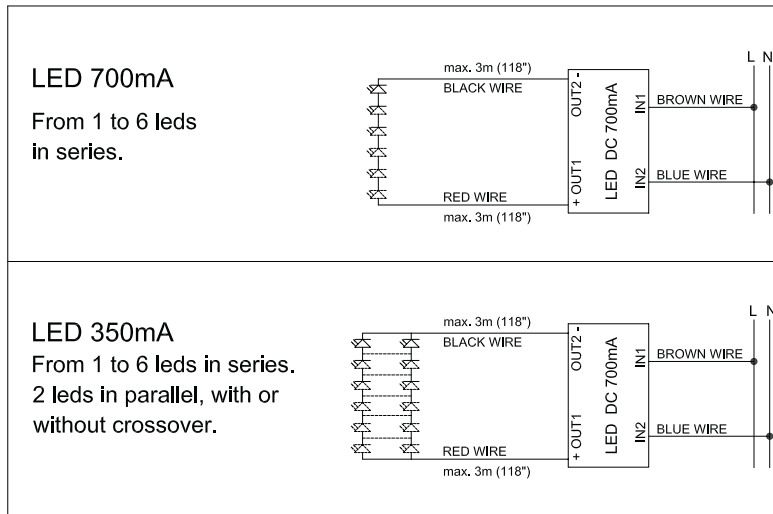 LED 700mA
From 1 to 6 leds
in series.
max. 3m (118")
BLACK WIRE
RED WIRE
max. 3m (118")
OUT2 -
+ OUT1
LED DC 700mA
IN1
IN2
BROWN WIRE
BLUE WIRE
L N
LED 350mA
From 1 to 6 leds in series.
2 leds in parallel, with or
without crossover.
max. 3m (118")
BLACK WIRE
RED WIRE
max. 3m (118")
OUT2 -
+ OUT1
LED DC 700mA
IN1
IN2
BROWN WIRE
BLUE WIRE
L N